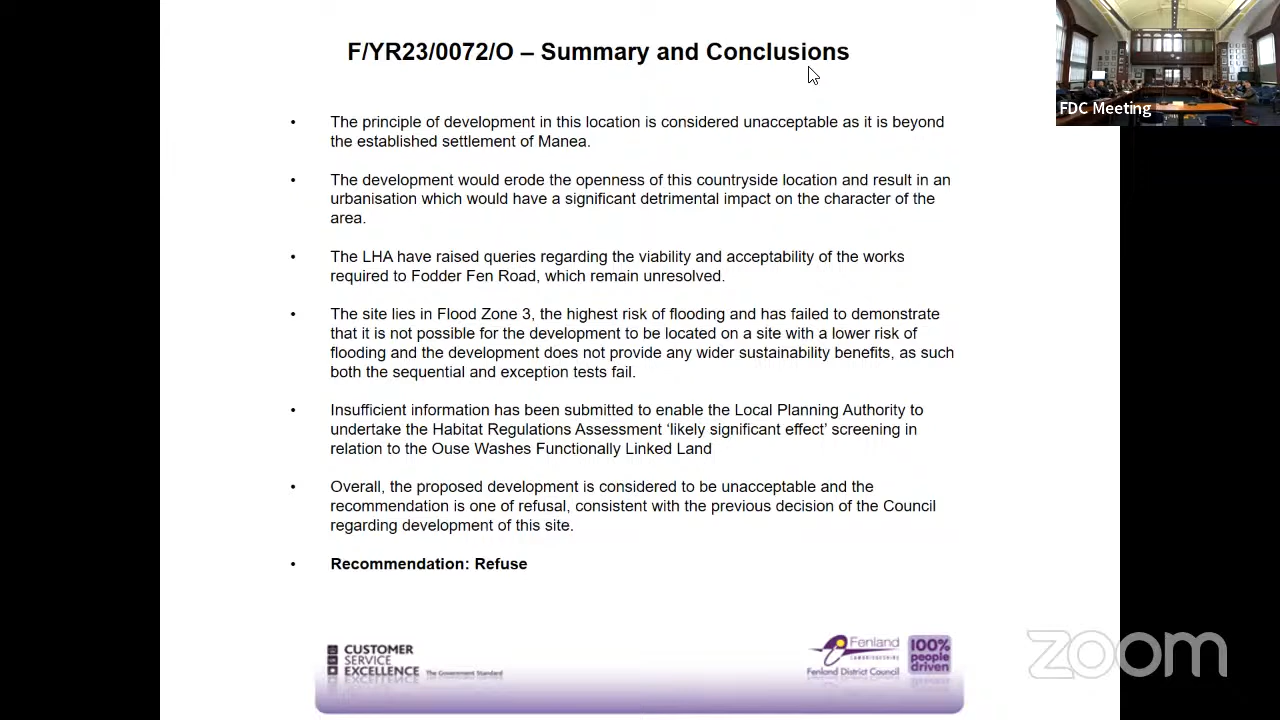 F/YR23/0072/O – Summary and Conclusions
FDC Meeting
• The principle of development in this location is considered unacceptable as it is beyond
the established settlement of Manea.
• The development would erode the openness of this countryside location and result in an
urbanisation which would have a significant detrimental impact on the character of the
area.
• The LHA have raised queries regarding the viability and acceptability of the works
required to Fodder Fen Road, which remain unresolved.
• The site lies in Flood Zone 3, the highest risk of flooding and has failed to demonstrate
that it is not possible for the development to be located on a site with a lower risk of
flooding and the development does not provide any wider sustainability benefits, as such
both the sequential and exception tests fail.
• Insufficient information has been submitted to enable the Local Planning Authority to
undertake the Habitat Regulations Assessment ‘likely significant effect’ screening in
relation to the Ouse Washes Functionally Linked Land
• Overall, the proposed development is considered to be unacceptable and the
recommendation is one of refusal, consistent with the previous decision of the Council
regarding development of this site.
• Recommendation: Refuse
CUSTOMER
SERVICE
EXCELLENCE
The Government Standard
Fenland
CAMBRIDGESHIRE
Fenland District Council
100%
people
driven
zoom